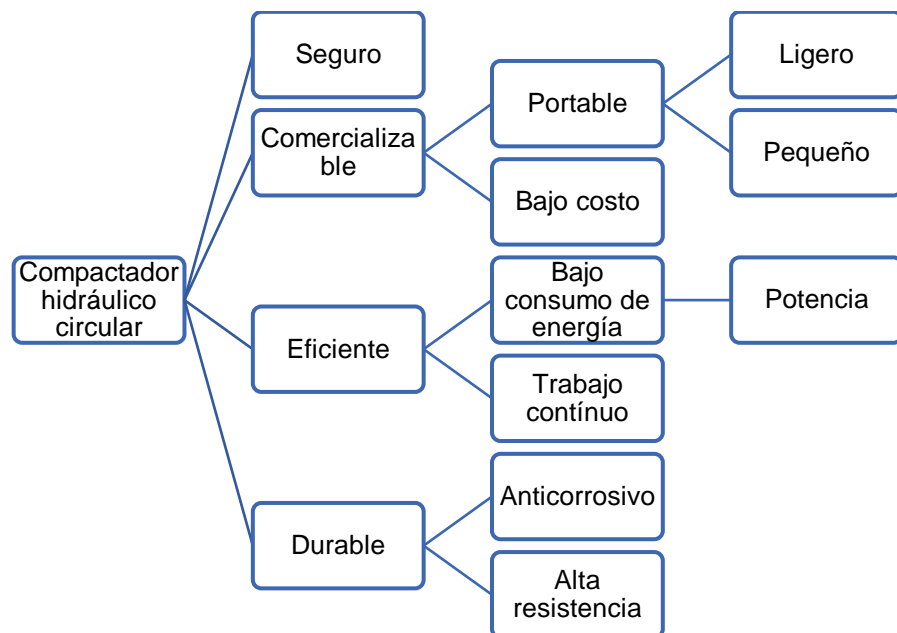 Seguro
Comercializa
ble
Portable
Ligero
Pequeño
Bajo costo
Compactador
hidráulico
circular
Eficiente
Bajo
consumo de
energía
Potencia
Trabajo
contínuo
Durable
Anticorrosivo
Alta
resistencia